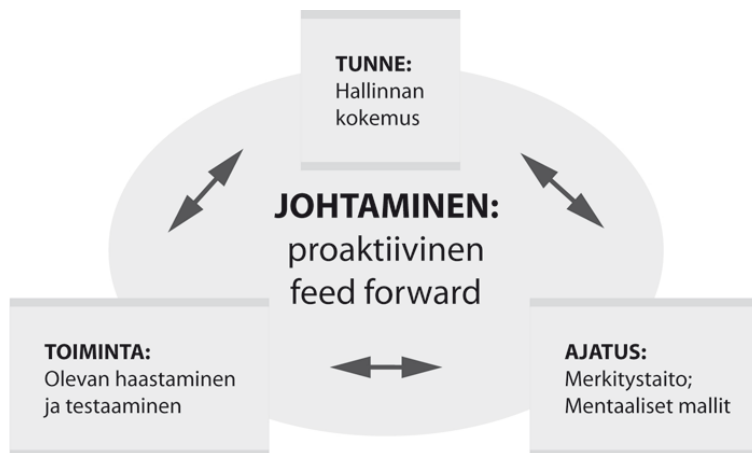 TUNNE:
Hallinnan
kokemus
JOHTAMINEN:
proaktiivinen
feed forward
TOIMINTA:
Olevan haastaminen
ja testaaminen
AJATUS:
Merkitystaito;
Mentaaliset mallit